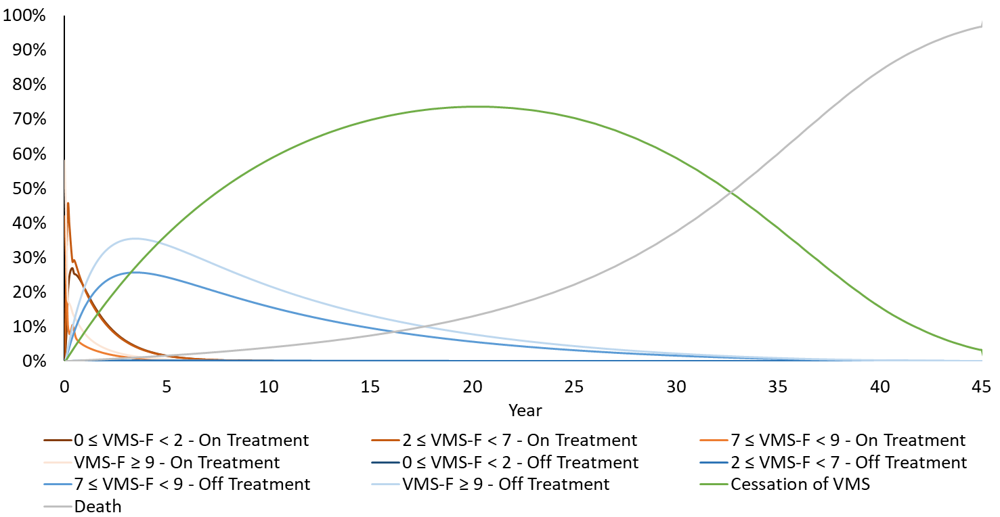 100%
90%
80%
70%
60%
50%
40%
30%
20%
10%
0%
0 5 10 15 20 25 30 35 40 45
Year
0 ≤ VMS-F < 2 - On Treatment 2 ≤ VMS-F < 7 - On Treatment 7 ≤ VMS-F < 9 - On Treatment
VMS-F ≥ 9 - On Treatment 0 ≤ VMS-F < 2 - Off Treatment 2 ≤ VMS-F < 7 - Off Treatment
7 ≤ VMS-F < 9 - Off Treatment VMS-F ≥ 9 - Off Treatment Cessation of VMS
Death